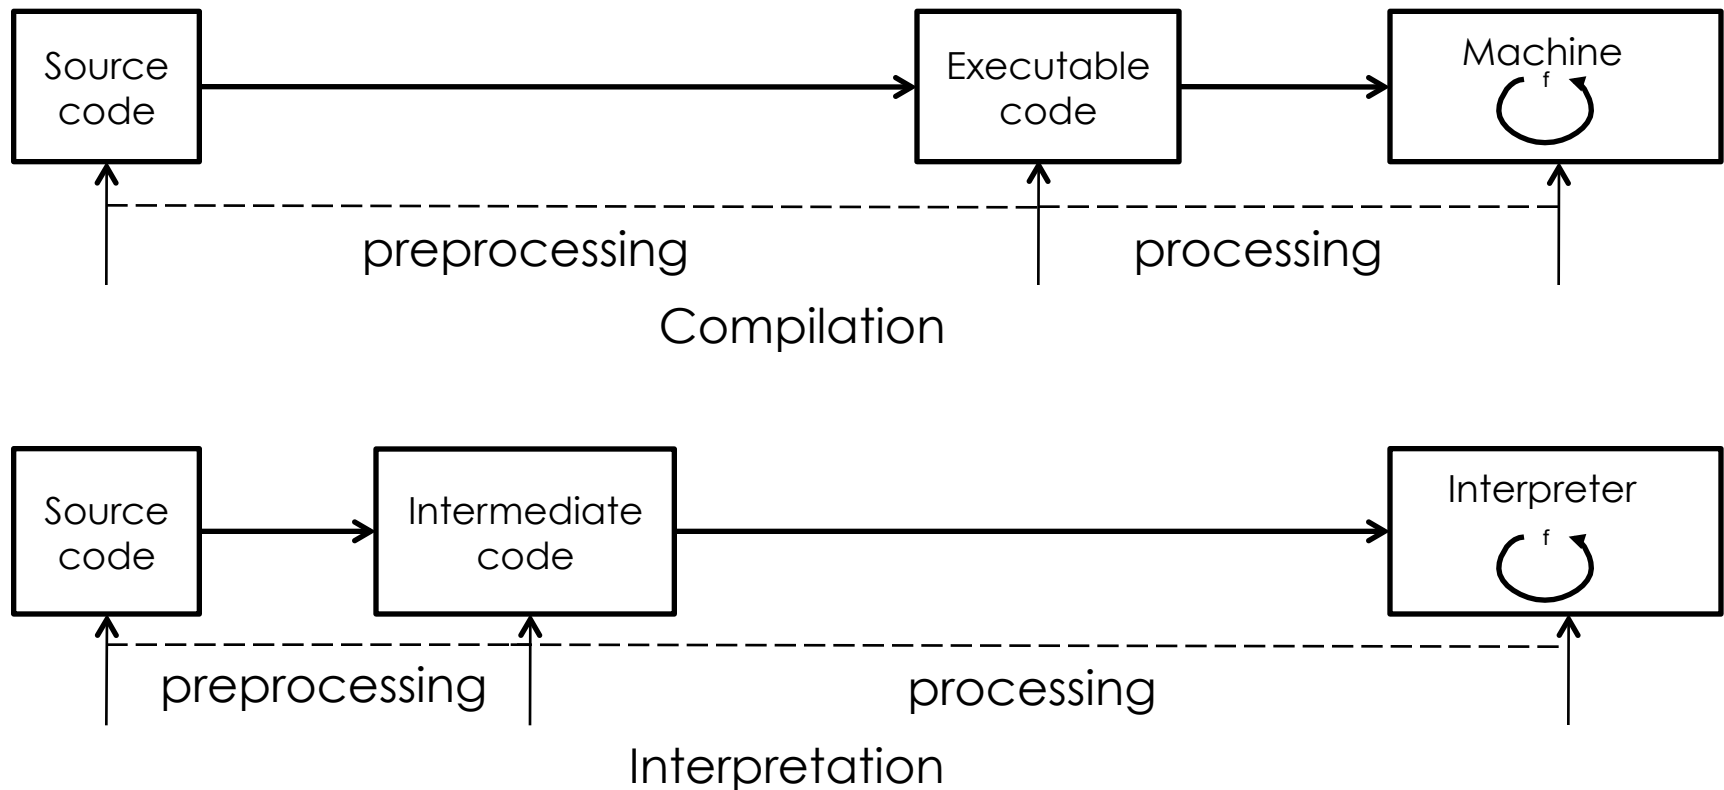 Source
code
Executable
code
Machine
f
preprocessing
processing
Compilation
Source
code
Intermediate
code
Interpreter
f
preprocessing
processing
Interpretation